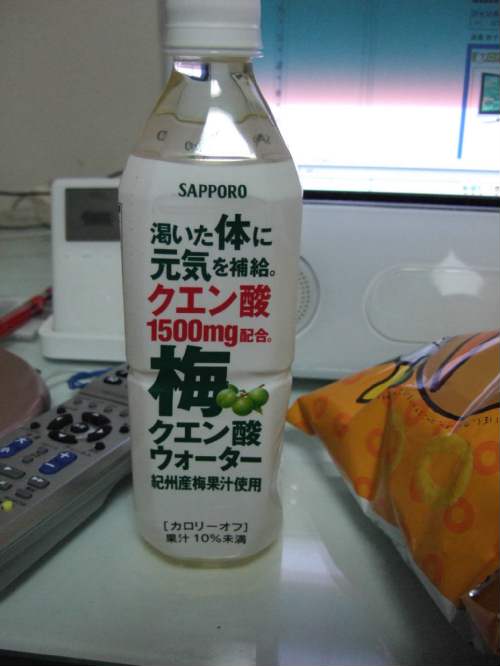 SAPPORO
渇いた体に
元気を補給。
クエン酸
1500mg配合。
梅
クエン酸
ウォーター
紀州産梅果汁使用
[カロリーオフ]
果汁10%未満